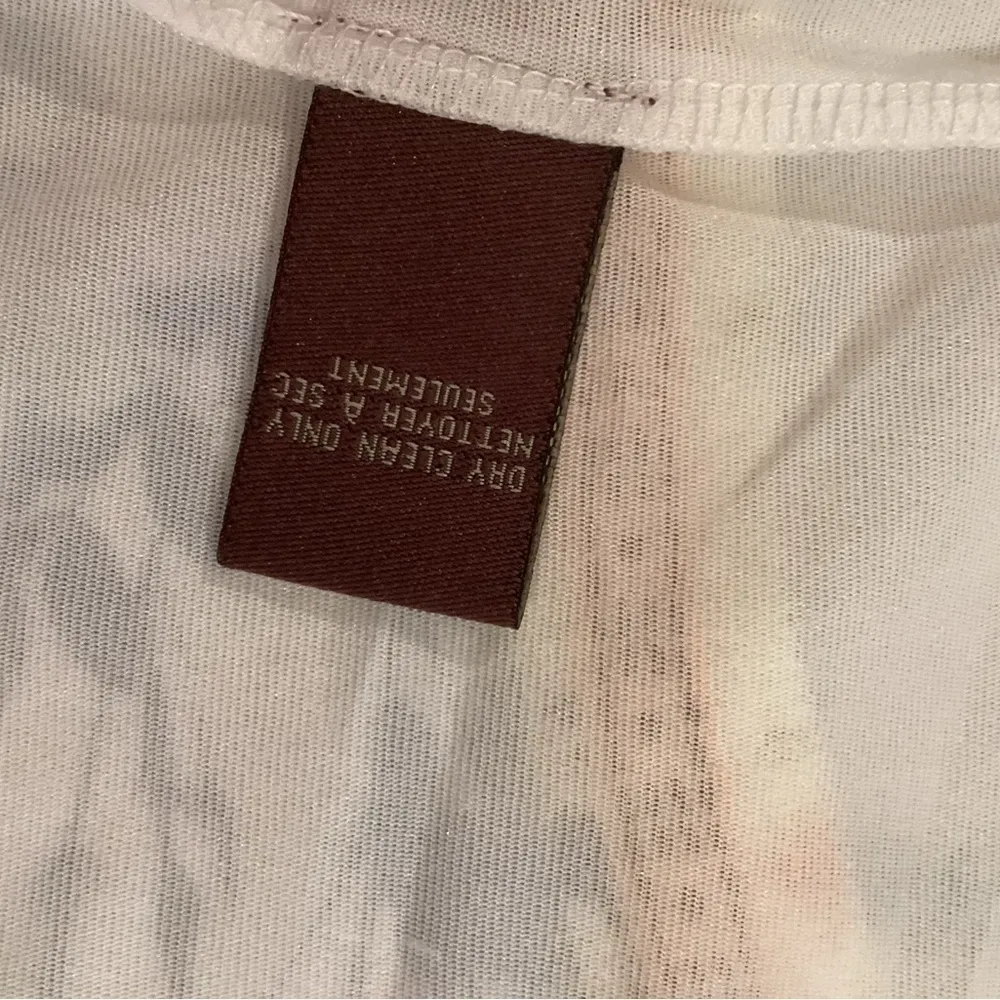 DRY CLEAN ONLY
NETTOYER À SEC
SEULEMENT